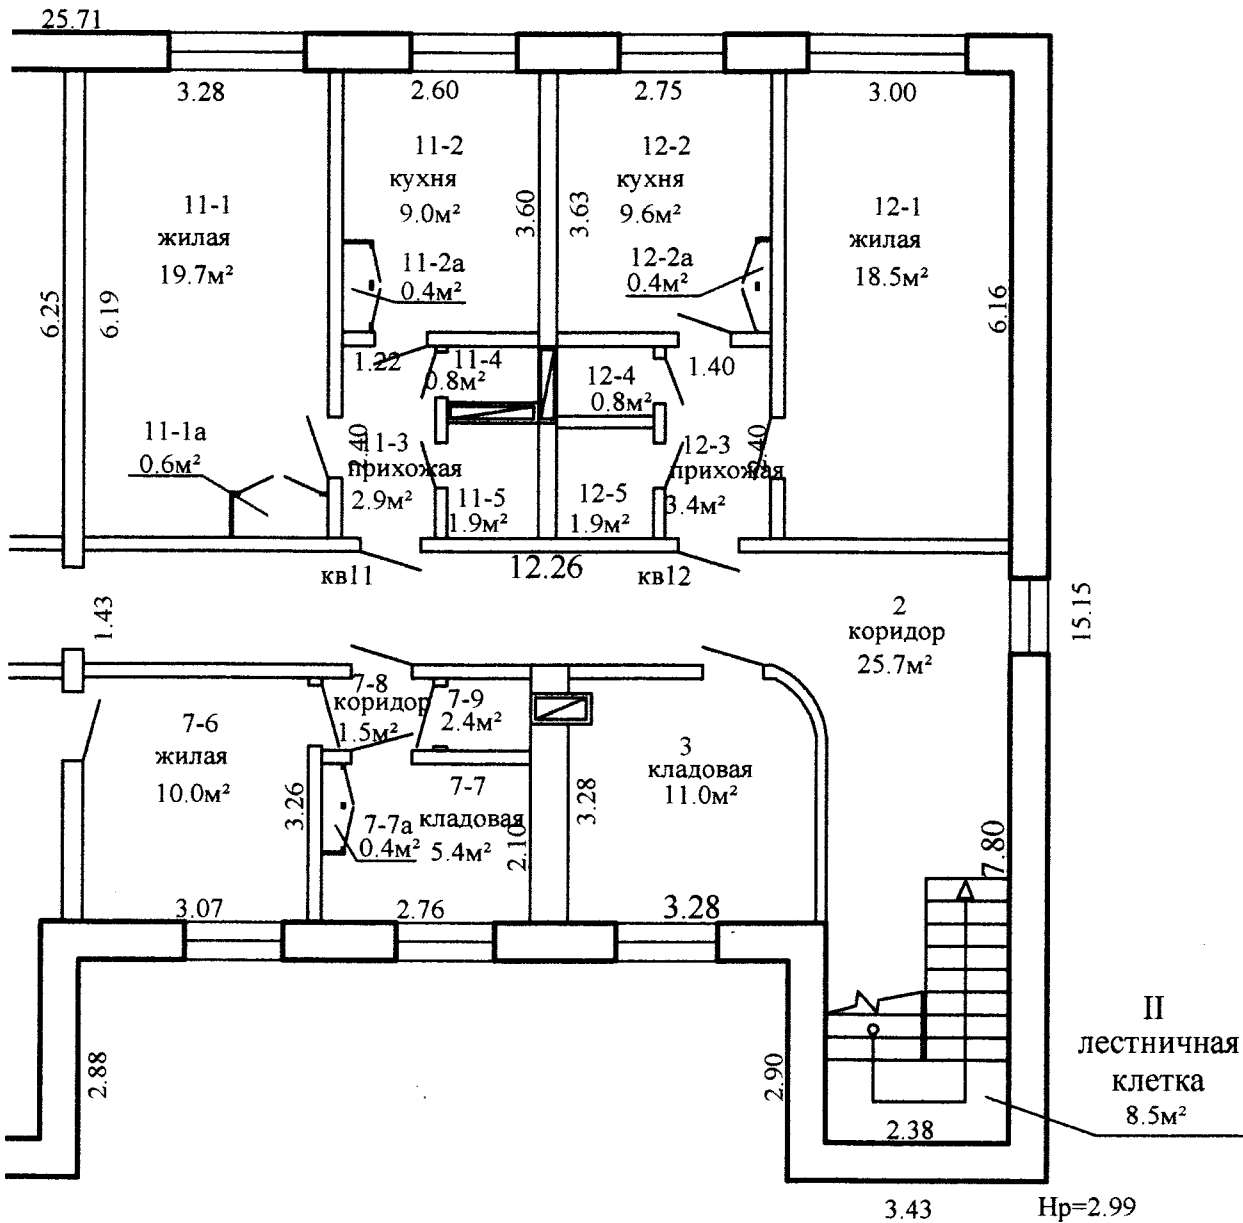 25.71
3.28
2.60
2.75
3.00
11-2
кухня
9.0м²
12-2
кухня
9.6м²
11-1
жилая
19.7м²
12-1
жилая
18.5м²
3.60
3.63
11-2а
0.4м²
12-2а
0.4м²
6.25
6.19
6.16
1.22
11-4
0.8м²
12-4
0.8м²
1.40
11-1а
0.6м²
2.40
11-3
прихожая
2.9м²
12-3
прихожая
3.4м²
2.40
11-5
1.9м²
12-5
1.9м²
кв11
12.26
кв12
1.43
2
коридор
25.7м²
15.15
7-6
жилая
10.0м²
7-8
коридор
1.5м²
7-9
2.4м²
3
кладовая
11.0м²
3.26
7-7
кладовая
5.4м²
7-7а
0.4м²
2.10
3.28
7.80
3.07
2.76
3.28
2.88
2.90
II
лестничная
клетка
8.5м²
2.38
3.43
Нр=2.99